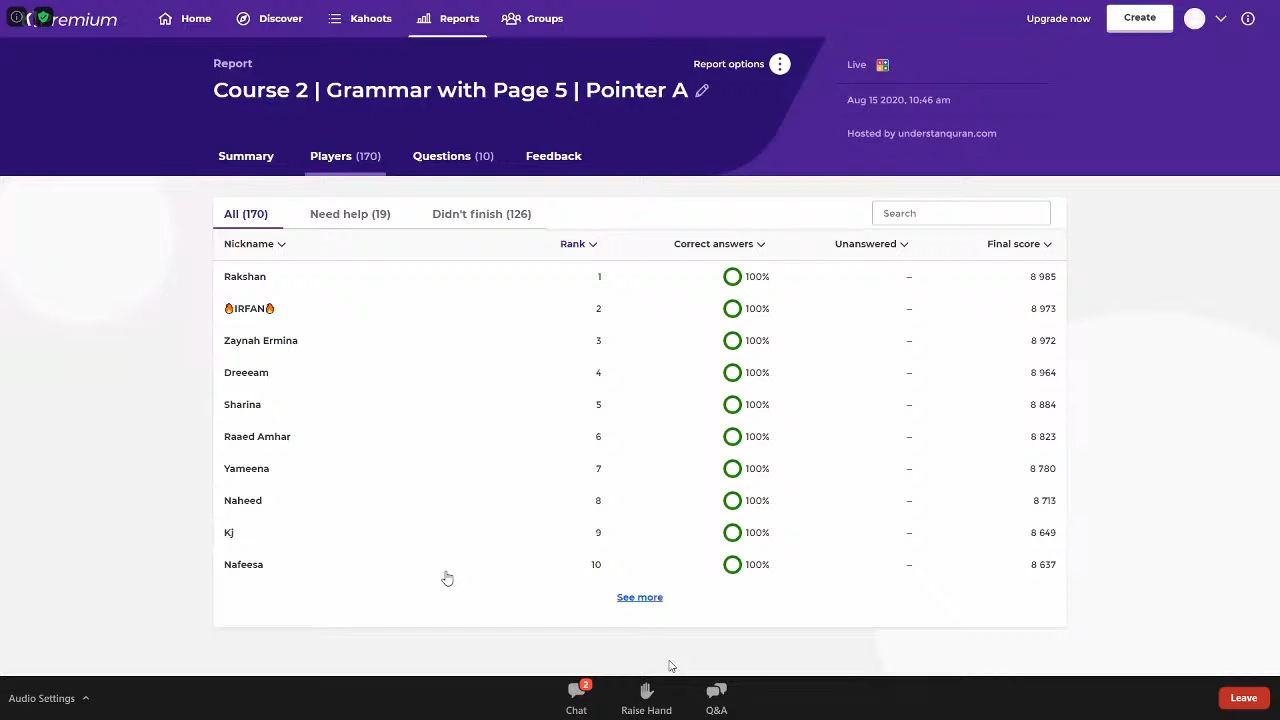 premium Home Discover Kahoots Reports Groups Upgrade now Create
Report Report options Live
Course 2 | Grammar with Page 5 | Pointer A
Aug 15 2020, 10:46 am
Hosted by understanquran.com
Summary Players (170) Questions (10) Feedback
All (170) Need help (19) Didn't finish (126) Search
Nickname Rank Correct answers Unanswered Final score
Rakshan 1 100% – 8 985
🔥IRFAN🔥 2 100% – 8 973
Zaynah Ermina 3 100% – 8 972
Dreeeam 4 100% – 8 964
Sharina 5 100% – 8 884
Raaed Amhar 6 100% – 8 823
Yameena 7 100% – 8 780
Naheed 8 100% – 8 713
Kj 9 100% – 8 649
Nafeesa 10 100% – 8 637
See more
Audio Settings 2 Chat Raise Hand Q&A Leave